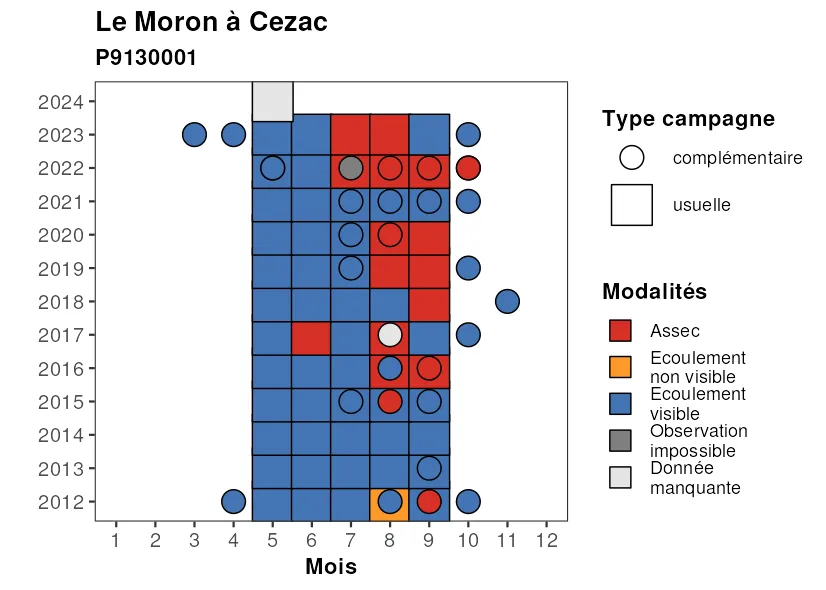 Le Moron à Cezac
P9130001
2024
2023
2022
2021
2020
2019
2018
2017
2016
2015
2014
2013
2012
1 2 3 4 5 6 7 8 9 10 11 12
Mois
Type campagne
complémentaire
usuelle
Modalités
Assec
Ecoulement
non visible
Ecoulement
visible
Observation
impossible
Donnée
manquante